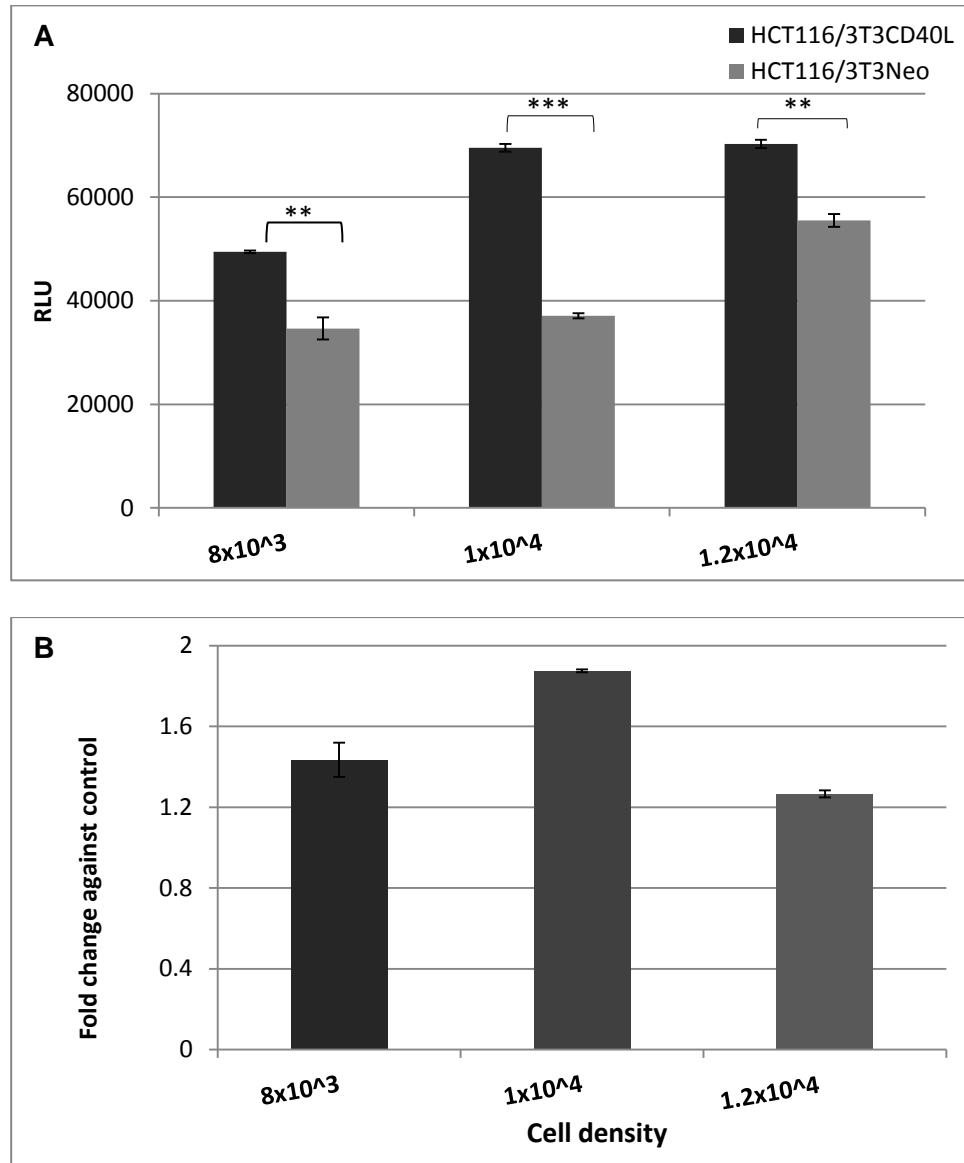 A
HCT116/3T3CD40L
HCT116/3T3Neo
80000
60000
40000
20000
0
RLU
**
***
**
8x10^3
1x10^4
1.2x10^4
B
2
1.6
1.2
0.8
0.4
0
Fold change against control
8x10^3
1x10^4
1.2x10^4
Cell density